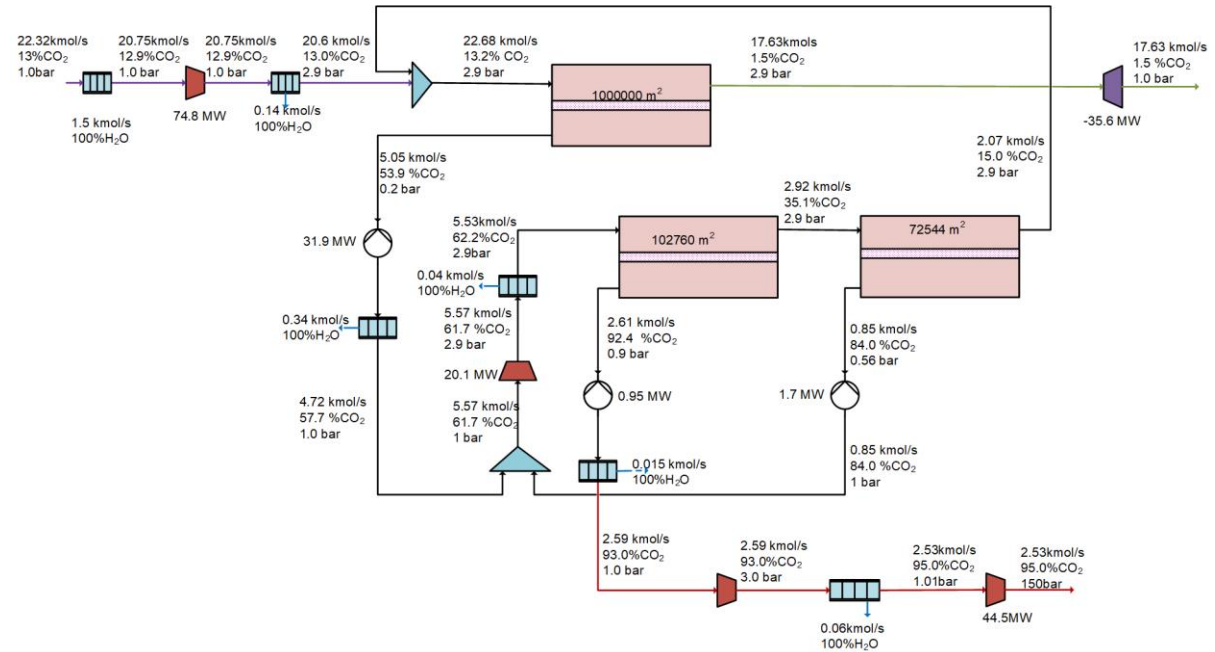 22.32kmol/s
13%CO₂
1.0bar
20.75kmol/s
12.9%CO₂
1.0 bar
20.75kmol/s
12.9%CO₂
1.0 bar
20.6 kmol/s
13.0%CO₂
2.9 bar
22.68 kmol/s
13.2% CO₂
2.9 bar
17.63kmols
1.5%CO₂
2.9 bar
17.63 kmol/s
1.5 %CO₂
1.0 bar
1.5 kmol/s
100%H₂O
74.8 MW
0.14 kmol/s
100%H₂O
1000000 m²
-35.6 MW
5.05 kmol/s
53.9 %CO₂
0.2 bar
2.07 kmol/s
15.0 %CO₂
2.9 bar
2.92 kmol/s
35.1%CO₂
2.9 bar
31.9 MW
5.53kmol/s
62.2%CO₂
2.9bar
102760 m²
72544 m²
0.04 kmol/s
100%H₂O
0.34 kmol/s
100%H₂O
5.57 kmol/s
61.7 %CO₂
2.9 bar
2.61 kmol/s
92.4 %CO₂
0.9 bar
0.85 kmol/s
84.0 %CO₂
0.56 bar
20.1 MW
0.95 MW
1.7 MW
4.72 kmol/s
57.7 %CO₂
1.0 bar
5.57 kmol/s
61.7 %CO₂
1 bar
0.015 kmol/s
100%H₂O
0.85 kmol/s
84.0 %CO₂
1 bar
2.59 kmol/s
93.0%CO₂
1.0 bar
2.59 kmol/s
93.0%CO₂
3.0 bar
2.53kmol/s
95.0%CO₂
1.01bar
2.53kmol/s
95.0%CO₂
150bar
0.06kmol/s
100%H₂O
44.5MW